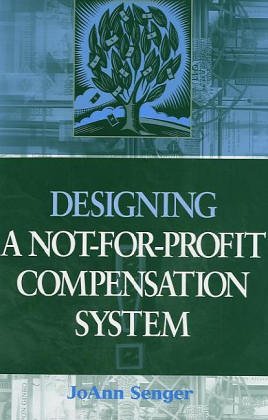 DESIGNING
A NOT-FOR-PROFIT
COMPENSATION
SYSTEM
JoAnn Senger